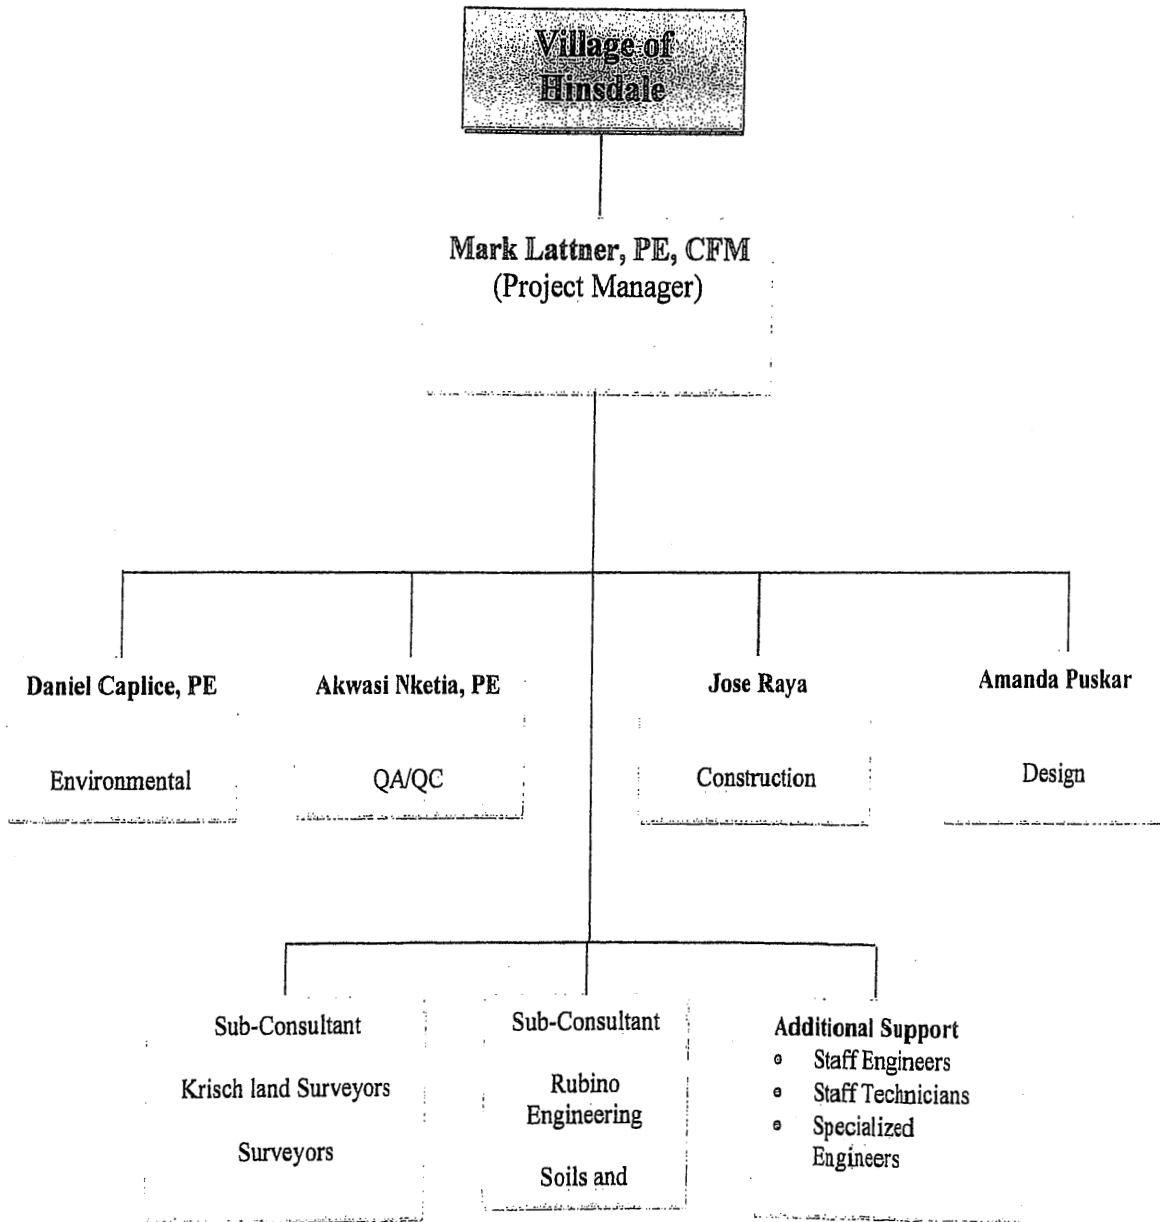 Village of
Hinsdale
Mark Lattner, PE, CFM
(Project Manager)
Daniel Caplice, PE
Environmental
Akwasi Nketia, PE
QA/QC
Jose Raya
Construction
Amanda Puskar
Design
Sub-Consultant
Krisch land Surveyors
Surveyors
Sub-Consultant
Rubino
Engineering
Soils and
Additional Support
Staff Engineers
Staff Technicians
Specialized
Engineers